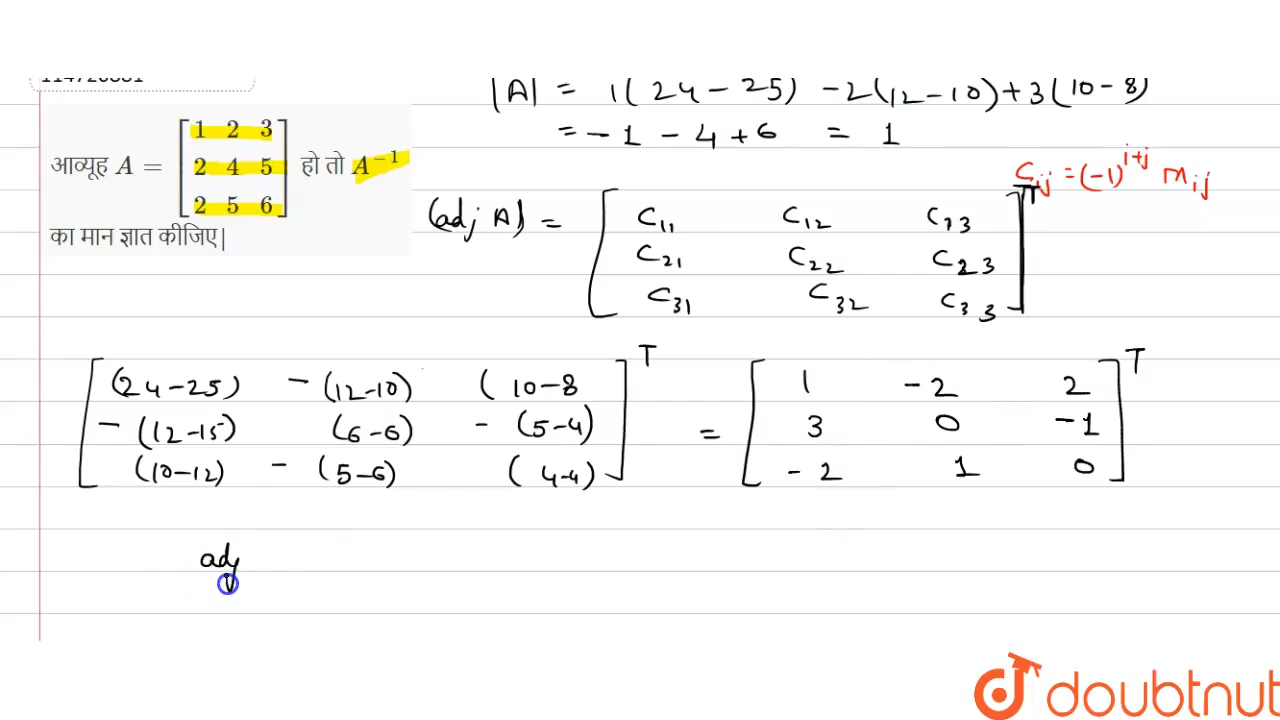 |A| = 1(24-25) -2(12-10)+3(10-8)
= -1 - 4 + 6 = 1
आव्यूह A = [1 2 3
2 4 5
2 5 6] हो तो A⁻¹
का मान ज्ञात कीजिए|
Cᵢⱼ = (-1)ⁱ⁺ʲ mᵢⱼ
(adj A) = [C₁₁ C₁₂ C₁₃
C₂₁ C₂₂ C₂₃
C₃₁ C₃₂ C₃₃]ᵀ
[(24-25) -(12-10) (10-8
-(12-15) (6-6) -(5-4)
(10-12) -(5-6) (4-4)]ᵀ
= [1 -2 2
3 0 -1
-2 1 0]ᵀ
adj
doubtnut